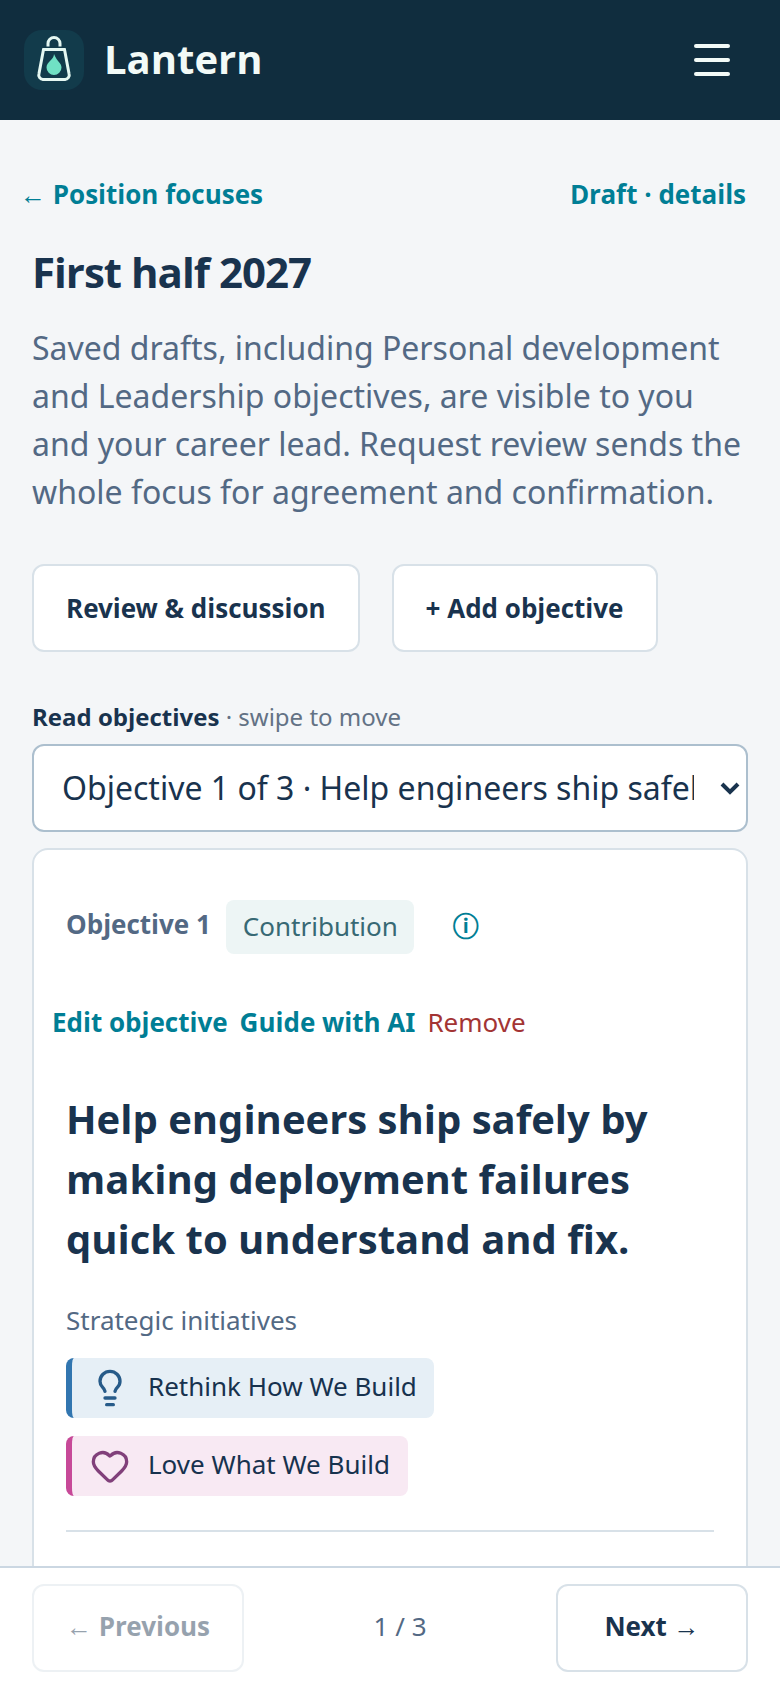 Lantern
← Position focuses
Draft · details
First half 2027
Saved drafts, including Personal development
and Leadership objectives, are visible to you
and your career lead. Request review sends the
whole focus for agreement and confirmation.
Review & discussion
+ Add objective
Read objectives · swipe to move
Objective 1 of 3 · Help engineers ship safel
Objective 1
Contribution
Edit objective Guide with AI Remove
Help engineers ship safely by
making deployment failures
quick to understand and fix.
Strategic initiatives
Rethink How We Build
Love What We Build
← Previous
1 / 3
Next →